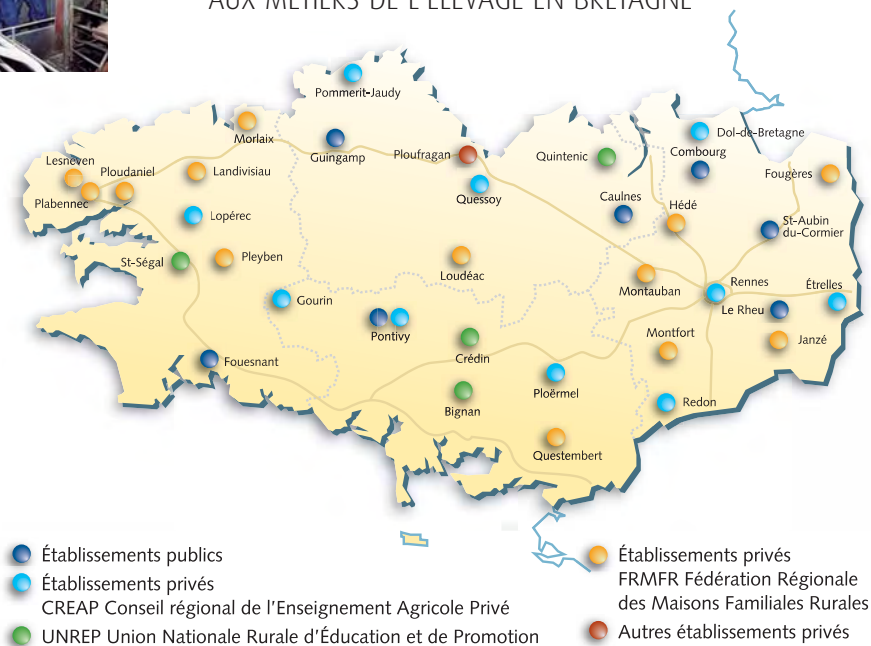 AUX MÉTIERS DE L'ÉLEVAGE EN BRETAGNE
Pommerit-Jaudy
Morlaix
Guingamp
Ploufragan
Quintenic
Dol-de-Bretagne
Combourg
Lesneven
Ploudaniel
Landivisiau
Fougères
Plabennec
Quessoy
Caulnes
Hédé
Lopérec
St-Aubin
du-Cormier
St-Ségal
Pleyben
Loudéac
Montauban
Rennes
Étrelles
Gourin
Le Rheu
Pontivy
Montfort
Janzé
Crédin
Fouesnant
Ploërmel
Redon
Bignan
Questembert
Établissements publics
Établissements privés
CREAP Conseil régional de l'Enseignement Agricole Privé
UNREP Union Nationale Rurale d'Éducation et de Promotion
Établissements privés
FRMFR Fédération Régionale
des Maisons Familiales Rurales
Autres établissements privés